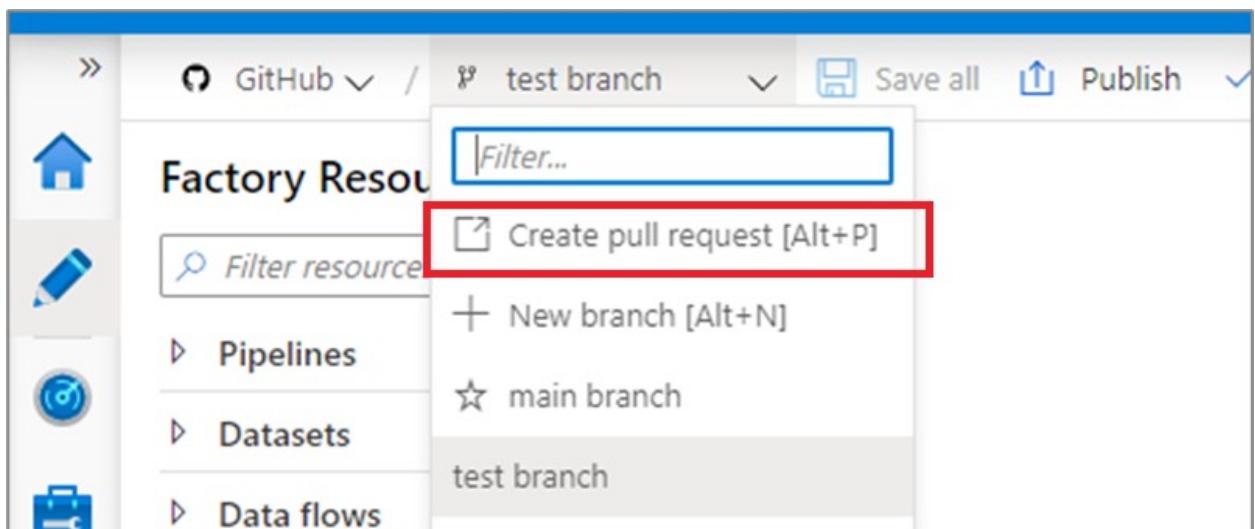 »
GitHub / test branch Save all Publish
Factory Resou
Filter...
Create pull request [Alt+P]
Filter resource
New branch [Alt+N]
Pipelines
main branch
Datasets
test branch
Data flows